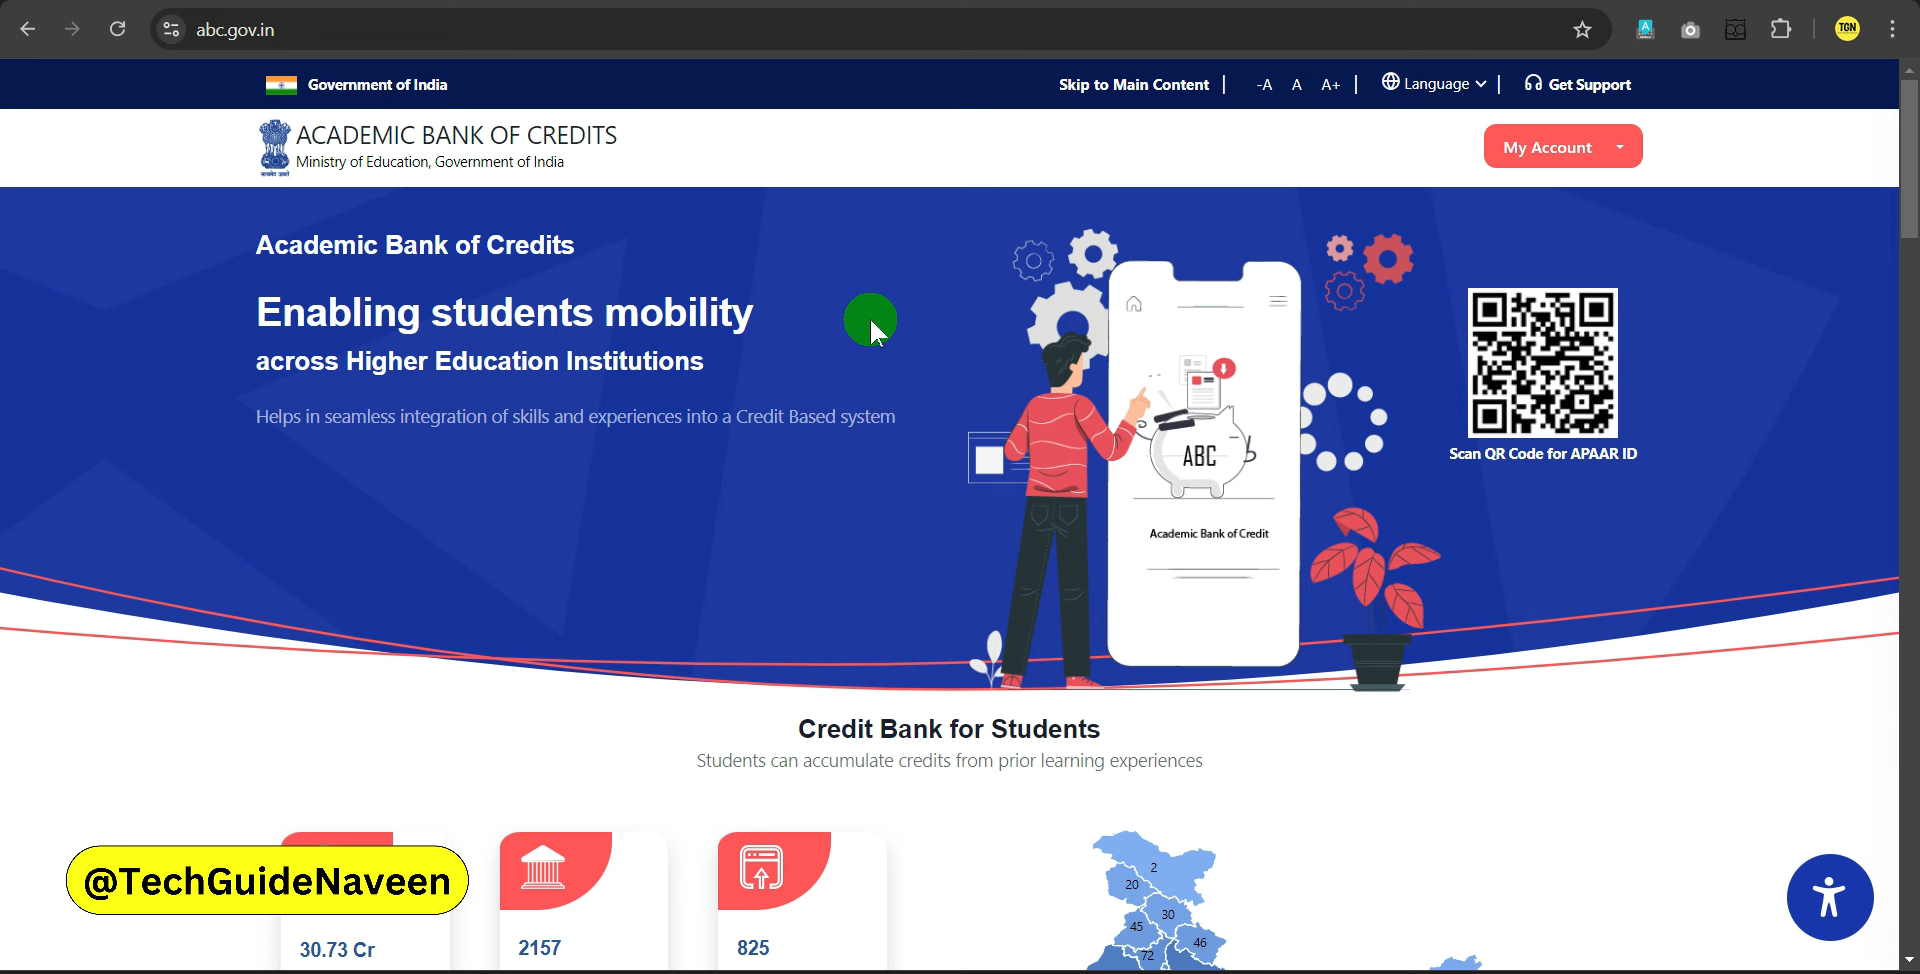 abc.gov.in
TGN
Government of India
Skip to Main Content
-A A A+
Language
Get Support
ACADEMIC BANK OF CREDITS
Ministry of Education, Government of India
सत्यमेव जयते
My Account
Academic Bank of Credits
Enabling students mobility
across Higher Education Institutions
Helps in seamless integration of skills and experiences into a Credit Based system
ABC
Academic Bank of Credit
Scan QR Code for APAAR ID
Credit Bank for Students
Students can accumulate credits from prior learning experiences
@TechGuideNaveen
30.73 Cr
2157
825
2
20
30
45
46
72